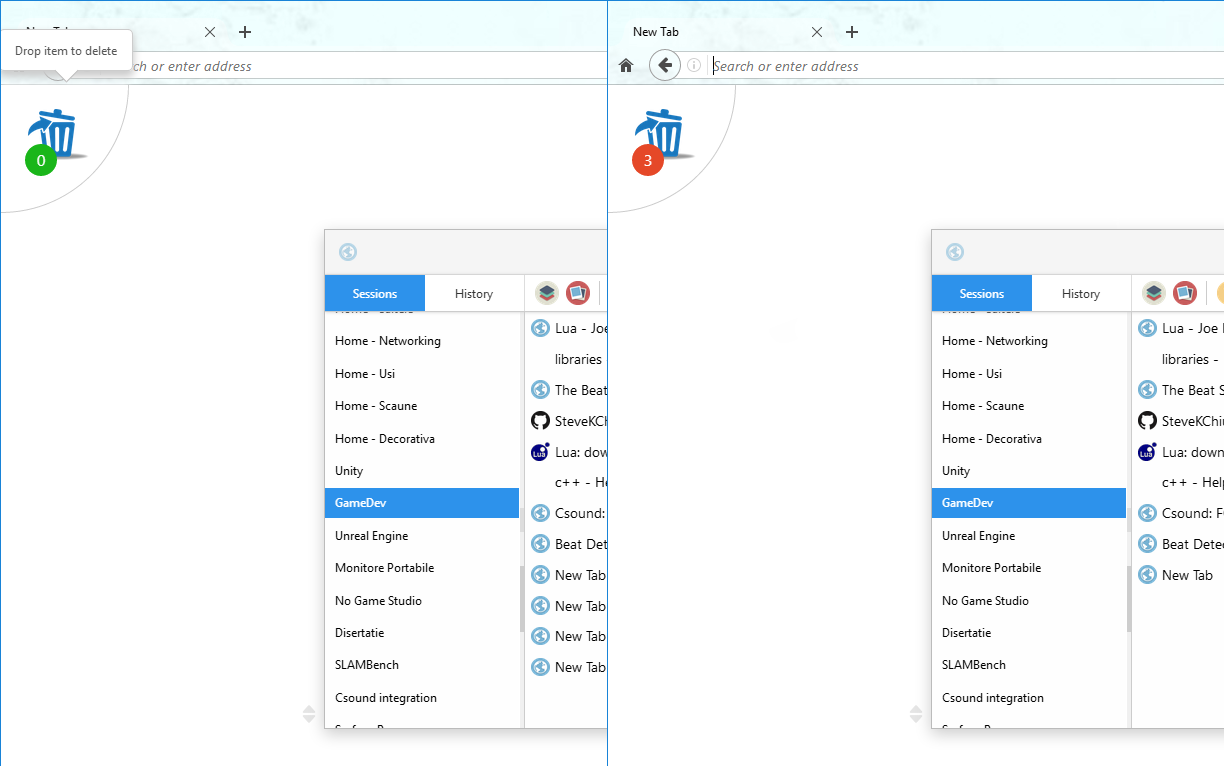 New Tab
Drop item to delete
ch or enter address
0
Sessions
History
Home - Networking
Home - Usi
Home - Scaune
Home - Decorativa
Unity
GameDev
Unreal Engine
Monitore Portabile
No Game Studio
Disertatie
SLAMBench
Csound integration
Lua - Joe
libraries
The Beat
SteveKCh
Lua: dow
c++ - He
Csound:
Beat Det
New Tab
New Tab
New Tab
New Tab
New Tab
Search or enter address
3
Sessions
History
Home - Networking
Home - Usi
Home - Scaune
Home - Decorativa
Unity
GameDev
Unreal Engine
Monitore Portabile
No Game Studio
Disertatie
SLAMBench
Csound integration
Lua - Joe
libraries -
The Beat S
SteveKChi
Lua: down
c++ - Help
Csound: F
Beat Dete
New Tab